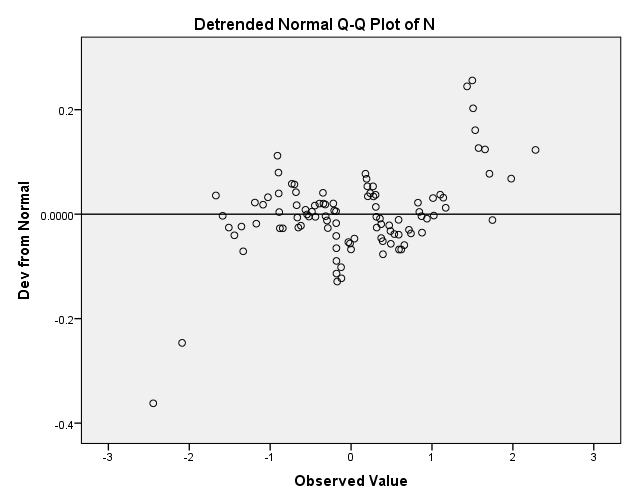 Detrended Normal Q-Q Plot of N
Dev from Normal
0.2
0.0000
-0.2
-0.4
-3 -2 -1 0 1 2 3
Observed Value